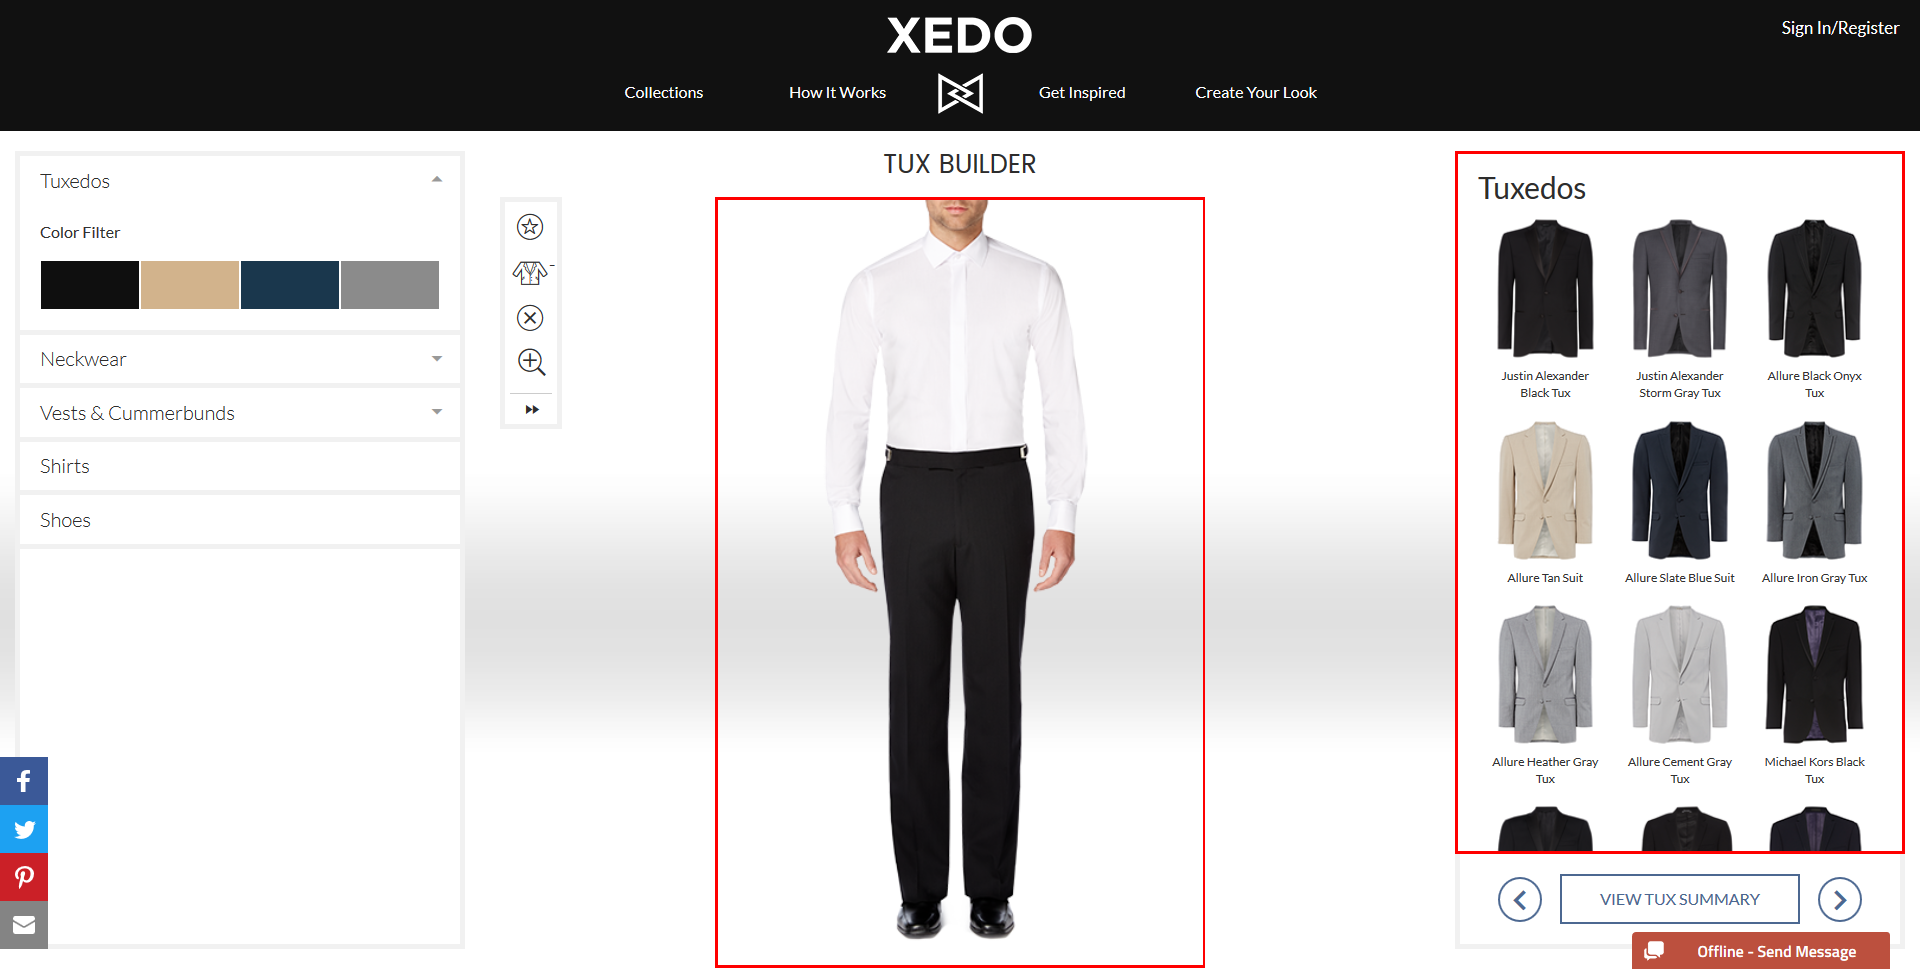 XEDO
Sign In/Register
Collections
How It Works
Get Inspired
Create Your Look
Tuxedos
Color Filter
Neckwear
Vests & Cummerbunds
Shirts
Shoes
TUX BUILDER
Tuxedos
Justin Alexander
Black Tux
Justin Alexander
Storm Gray Tux
Allure Black Onyx
Tux
Allure Tan Suit
Allure Slate Blue Suit
Allure Iron Gray Tux
Allure Heather Gray
Tux
Allure Cement Gray
Tux
Michael Kors Black
Tux
VIEW TUX SUMMARY
Offline - Send Message